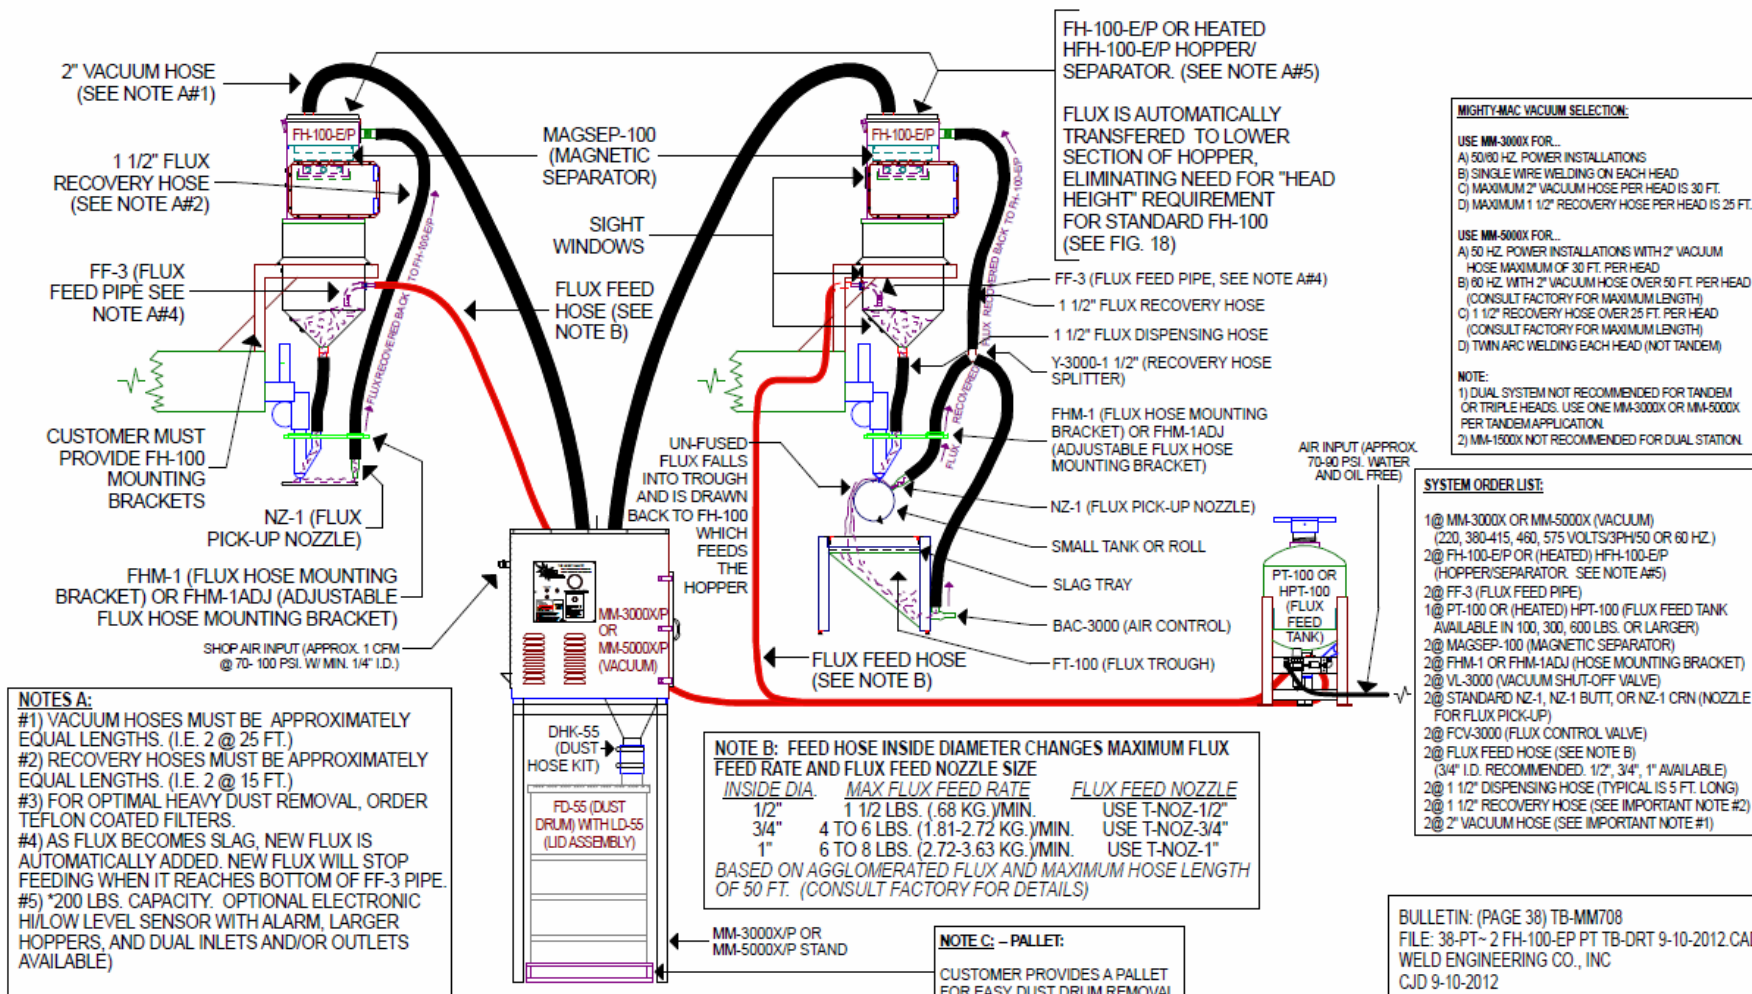 2" VACUUM HOSE
(SEE NOTE A#1)
1 1/2" FLUX
RECOVERY HOSE
(SEE NOTE A#2)
FF-3 (FLUX
FEED PIPE SEE
NOTE A#4)
CUSTOMER MUST
PROVIDE FH-100
MOUNTING
BRACKETS
NZ-1 (FLUX
PICK-UP NOZZLE)
FHM-1 (FLUX HOSE MOUNTING
BRACKET) OR FHM-1ADJ (ADJUSTABLE
FLUX HOSE MOUNTING BRACKET)
SHOP AIR INPUT (APPROX. 1 CFM
@ 70- 100 PSI. W/ MIN. 1/4" I.D.)
FH-100-E/P
FLUX RECOVERED BACK TO FH-100-E/P
MAGSEP-100
(MAGNETIC
SEPARATOR)
SIGHT
WINDOWS
FLUX FEED
HOSE (SEE
NOTE B)
UN-FUSED
FLUX FALLS
INTO TROUGH
AND IS DRAWN
BACK TO FH-100
WHICH
FEEDS
THE
HOPPER
MM-3000X/P
OR
MM-5000X/P
(VACUUM)
FH-100-E/P
FLUX RECOVERED BACK TO FH-100-E/P
FLUX RECOVERED
FH-100-E/P OR HEATED
HFH-100-E/P HOPPER/
SEPARATOR. (SEE NOTE A#5)
FLUX IS AUTOMATICALLY
TRANSFERED TO LOWER
SECTION OF HOPPER,
ELIMINATING NEED FOR "HEAD
HEIGHT" REQUIREMENT
FOR STANDARD FH-100
(SEE FIG. 18)
FF-3 (FLUX FEED PIPE, SEE NOTE A#4)
1 1/2" FLUX RECOVERY HOSE
1 1/2" FLUX DISPENSING HOSE
Y-3000-1 1/2" (RECOVERY HOSE
SPLITTER)
FHM-1 (FLUX HOSE MOUNTING
BRACKET) OR FHM-1ADJ
(ADJUSTABLE FLUX HOSE
MOUNTING BRACKET)
NZ-1 (FLUX PICK-UP NOZZLE)
SMALL TANK OR ROLL
SLAG TRAY
BAC-3000 (AIR CONTROL)
FT-100 (FLUX TROUGH)
FLUX FEED HOSE
(SEE NOTE B)
AIR INPUT (APPROX.
70-90 PSI. WATER
AND OIL FREE)
PT-100 OR
HPT-100
(FLUX
FEED
TANK)
MIGHTY-MAC VACUUM SELECTION:
USE MM-3000X FOR...
A) 50/60 HZ. POWER INSTALLATIONS
B) SINGLE WIRE WELDING ON EACH HEAD
C) MAXIMUM 2" VACUUM HOSE PER HEAD IS 30 FT.
D) MAXIMUM 1 1/2" RECOVERY HOSE PER HEAD IS 25 FT.
USE MM-5000X FOR...
A) 50 HZ. POWER INSTALLATIONS WITH 2" VACUUM
HOSE MAXIMUM OF 30 FT. PER HEAD
B) 60 HZ. WITH 2" VACUUM HOSE OVER 50 FT. PER HEAD
(CONSULT FACTORY FOR MAXIMUM LENGTH)
C) 1 1/2" RECOVERY HOSE OVER 25 FT. PER HEAD
(CONSULT FACTORY FOR MAXIMUM LENGTH)
D) TWIN ARC WELDING EACH HEAD (NOT TANDEM)
NOTE:
1) DUAL SYSTEM NOT RECOMMENDED FOR TANDEM
OR TRIPLE HEADS. USE ONE MM-3000X OR MM-5000X
PER TANDEM APPLICATION.
2) MM-1500X NOT RECOMMENDED FOR DUAL STATION.
SYSTEM ORDER LIST:
1@ MM-3000X OR MM-5000X (VACUUM)
(220, 380-415, 460, 575 VOLTS/3PH/50 OR 60 HZ.)
2@ FH-100-E/P OR (HEATED) HFH-100-E/P
(HOPPER/SEPARATOR. SEE NOTE A#5)
2@ FF-3 (FLUX FEED PIPE)
1@ PT-100 OR (HEATED) HPT-100 (FLUX FEED TANK
AVAILABLE IN 100, 300, 600 LBS. OR LARGER)
2@ MAGSEP-100 (MAGNETIC SEPARATOR)
2@ FHM-1 OR FHM-1ADJ (HOSE MOUNTING BRACKET)
2@ VL-3000 (VACUUM SHUT-OFF VALVE)
2@ STANDARD NZ-1, NZ-1 BUTT, OR NZ-1 CRN (NOZZLE
FOR FLUX PICK-UP)
2@ FCV-3000 (FLUX CONTROL VALVE)
2@ FLUX FEED HOSE (SEE NOTE B)
(3/4" I.D. RECOMMENDED. 1/2", 3/4", 1" AVAILABLE)
2@ 1 1/2" DISPENSING HOSE (TYPICAL IS 5 FT. LONG)
2@ 1 1/2" RECOVERY HOSE (SEE IMPORTANT NOTE #2)
2@ 2" VACUUM HOSE (SEE IMPORTANT NOTE #1)
NOTES A:
#1) VACUUM HOSES MUST BE APPROXIMATELY
EQUAL LENGTHS. (I.E. 2 @ 25 FT.)
#2) RECOVERY HOSES MUST BE APPROXIMATELY
EQUAL LENGTHS. (I.E. 2 @ 15 FT.)
#3) FOR OPTIMAL HEAVY DUST REMOVAL, ORDER
TEFLON COATED FILTERS.
#4) AS FLUX BECOMES SLAG, NEW FLUX IS
AUTOMATICALLY ADDED. NEW FLUX WILL STOP
FEEDING WHEN IT REACHES BOTTOM OF FF-3 PIPE.
#5) *200 LBS. CAPACITY. OPTIONAL ELECTRONIC
HI/LOW LEVEL SENSOR WITH ALARM, LARGER
HOPPERS, AND DUAL INLETS AND/OR OUTLETS
AVAILABLE)
DHK-55
(DUST
HOSE KIT)
FD-55 (DUST
DRUM) WITH LD-55
(LID ASSEMBLY)
MM-3000X/P OR
MM-5000X/P STAND
NOTE B: FEED HOSE INSIDE DIAMETER CHANGES MAXIMUM FLUX
FEED RATE AND FLUX FEED NOZZLE SIZE
INSIDE DIA. MAX FLUX FEED RATE FLUX FEED NOZZLE
1/2" 1 1/2 LBS. (.68 KG.)/MIN. USE T-NOZ-1/2"
3/4" 4 TO 6 LBS. (1.81-2.72 KG.)/MIN. USE T-NOZ-3/4"
1" 6 TO 8 LBS. (2.72-3.63 KG.)/MIN. USE T-NOZ-1"
BASED ON AGGLOMERATED FLUX AND MAXIMUM HOSE LENGTH
OF 50 FT. (CONSULT FACTORY FOR DETAILS)
NOTE C: – PALLET:
CUSTOMER PROVIDES A PALLET
FOR EASY DUST DRUM REMOVAL
BULLETIN: (PAGE 38) TB-MM708
FILE: 38-PT~ 2 FH-100-EP PT TB-DRT 9-10-2012.CAD
WELD ENGINEERING CO., INC
CJD 9-10-2012